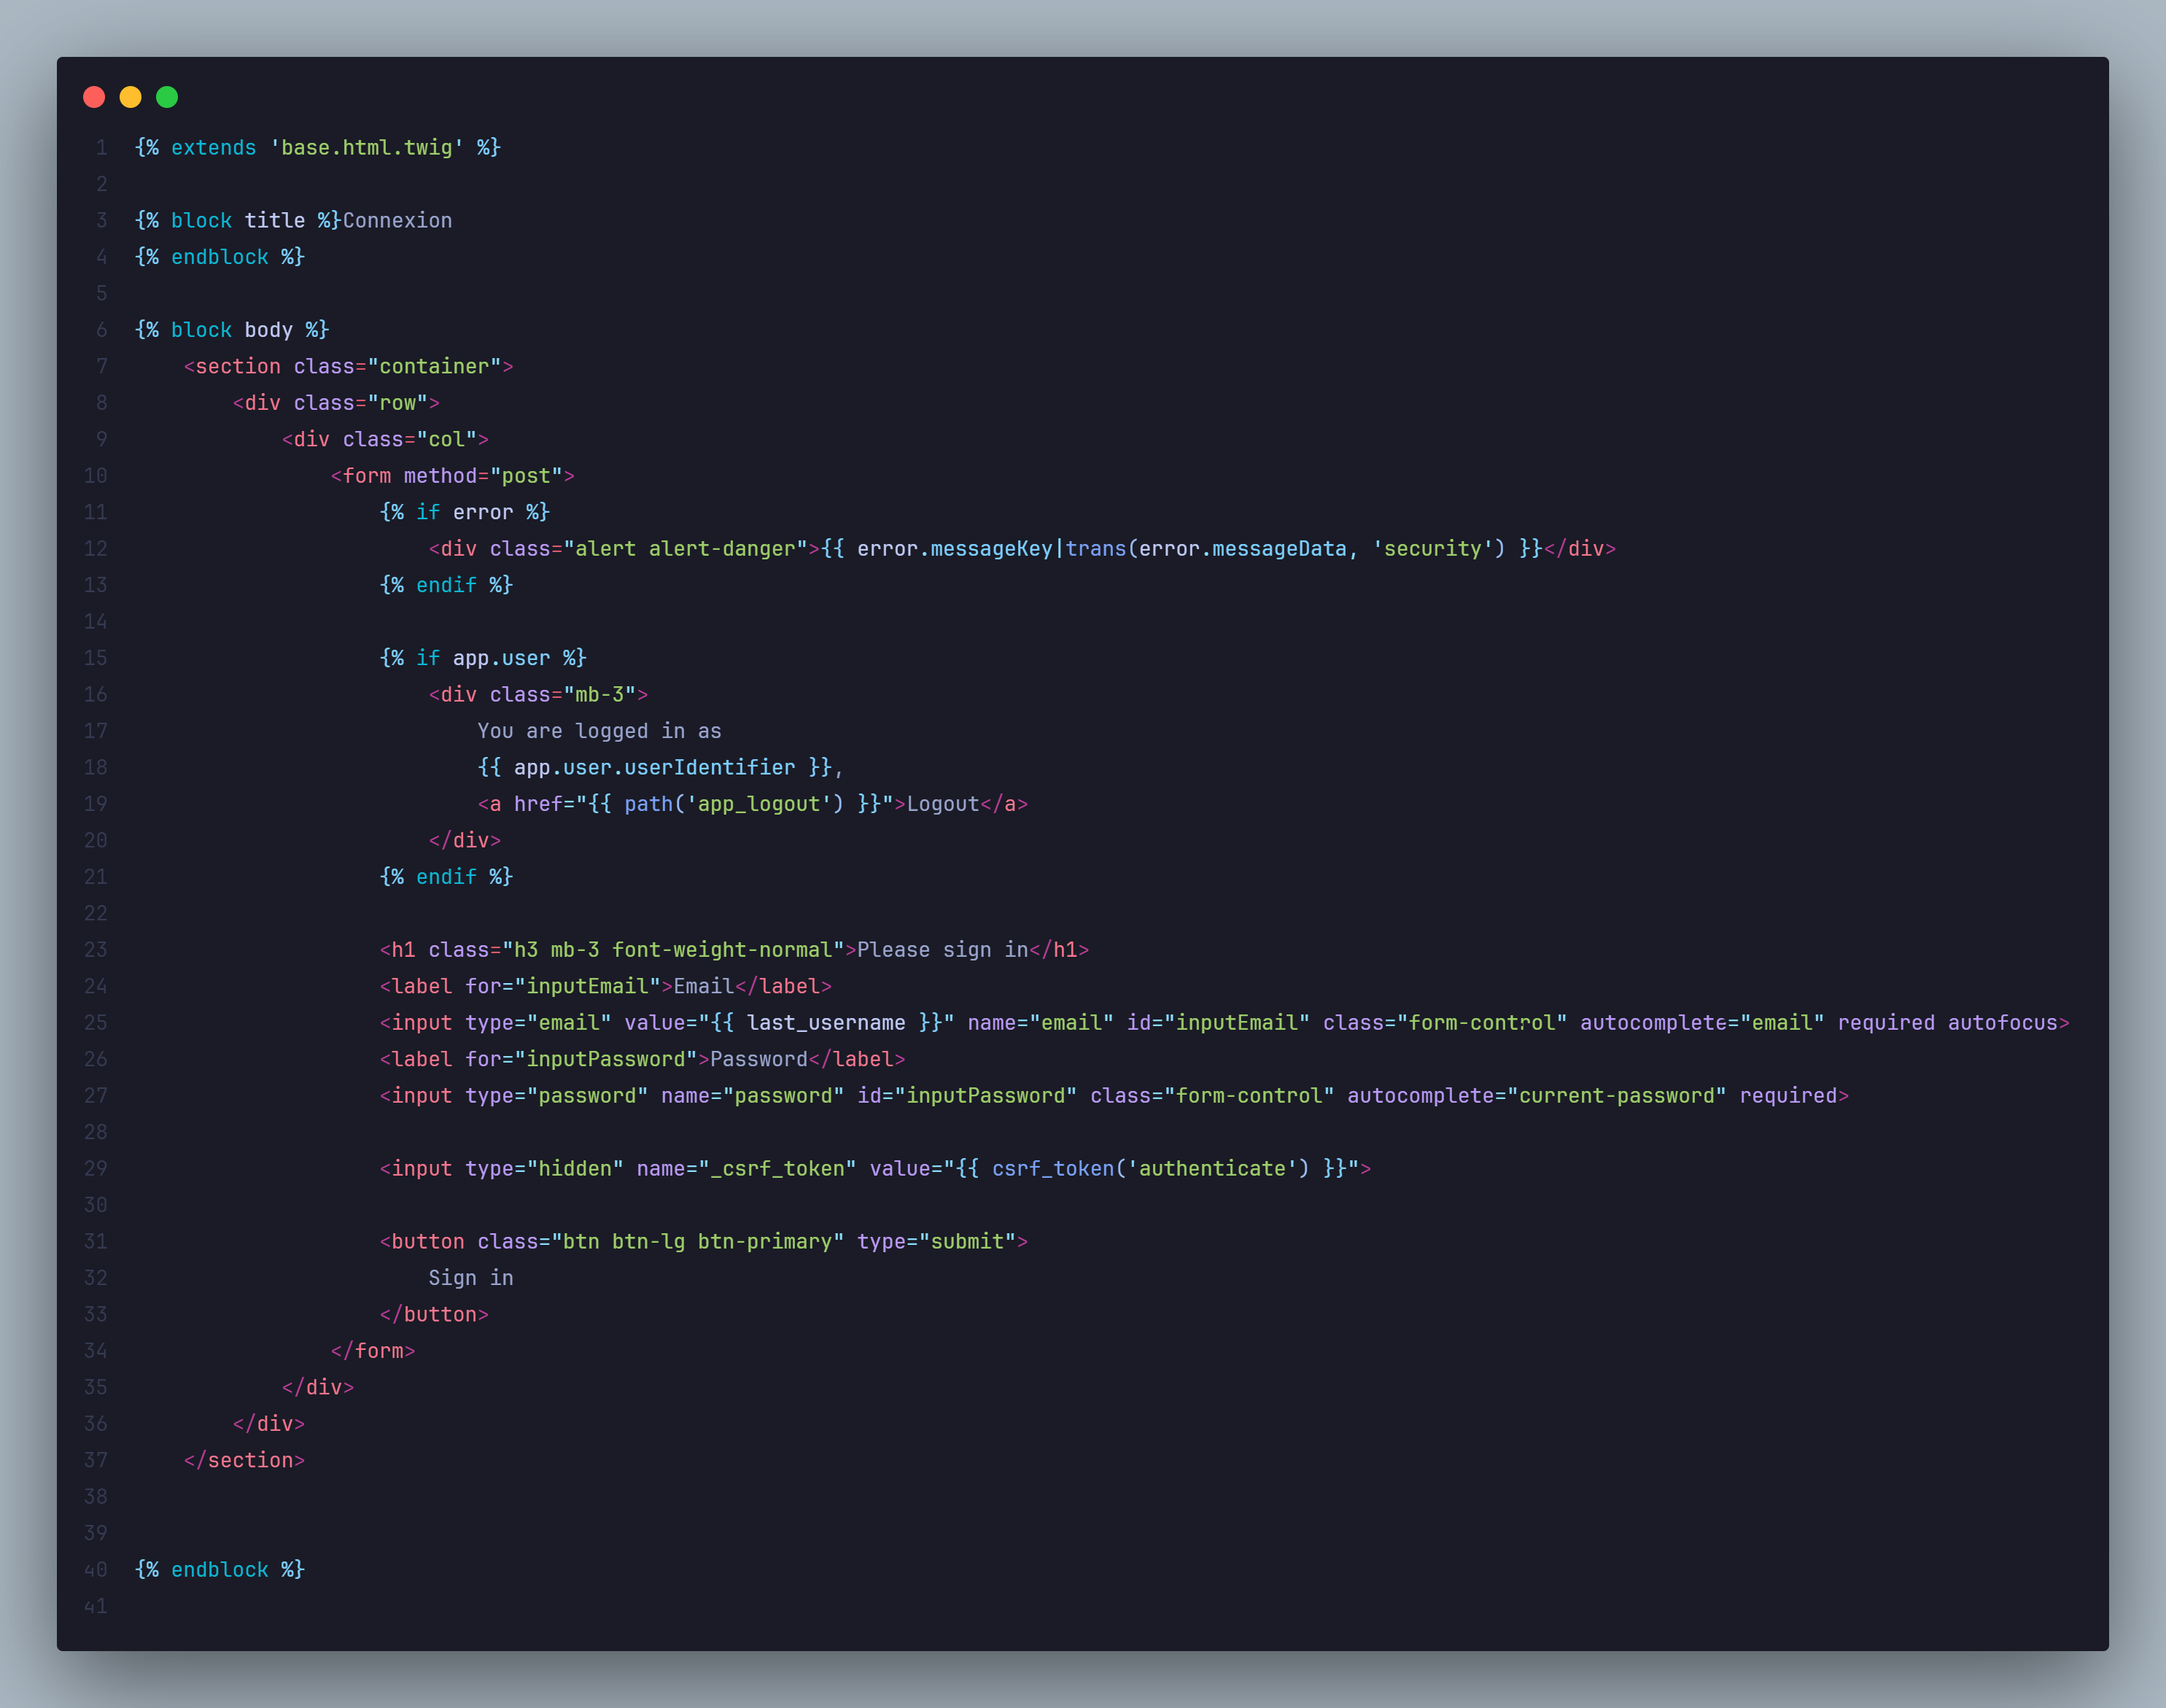 1 {% extends 'base.html.twig' %}
2
3 {% block title %}Connexion
4 {% endblock %}
5
6 {% block body %}
7     <section class="container">
8         <div class="row">
9             <div class="col">
10                 <form method="post">
11                     {% if error %}
12                         <div class="alert alert-danger">{{ error.messageKey|trans(error.messageData, 'security') }}</div>
13                     {% endif %}
14
15                     {% if app.user %}
16                         <div class="mb-3">
17                             You are logged in as
18                             {{ app.user.userIdentifier }},
19                             <a href="{{ path('app_logout') }}">Logout</a>
20                         </div>
21                     {% endif %}
22
23                     <h1 class="h3 mb-3 font-weight-normal">Please sign in</h1>
24                     <label for="inputEmail">Email</label>
25                     <input type="email" value="{{ last_username }}" name="email" id="inputEmail" class="form-control" autocomplete="email" required autofocus>
26                     <label for="inputPassword">Password</label>
27                     <input type="password" name="password" id="inputPassword" class="form-control" autocomplete="current-password" required>
28
29                     <input type="hidden" name="_csrf_token" value="{{ csrf_token('authenticate') }}">
30
31                     <button class="btn btn-lg btn-primary" type="submit">
32                         Sign in
33                     </button>
34                 </form>
35             </div>
36         </div>
37     </section>
38
39
40 {% endblock %}
41